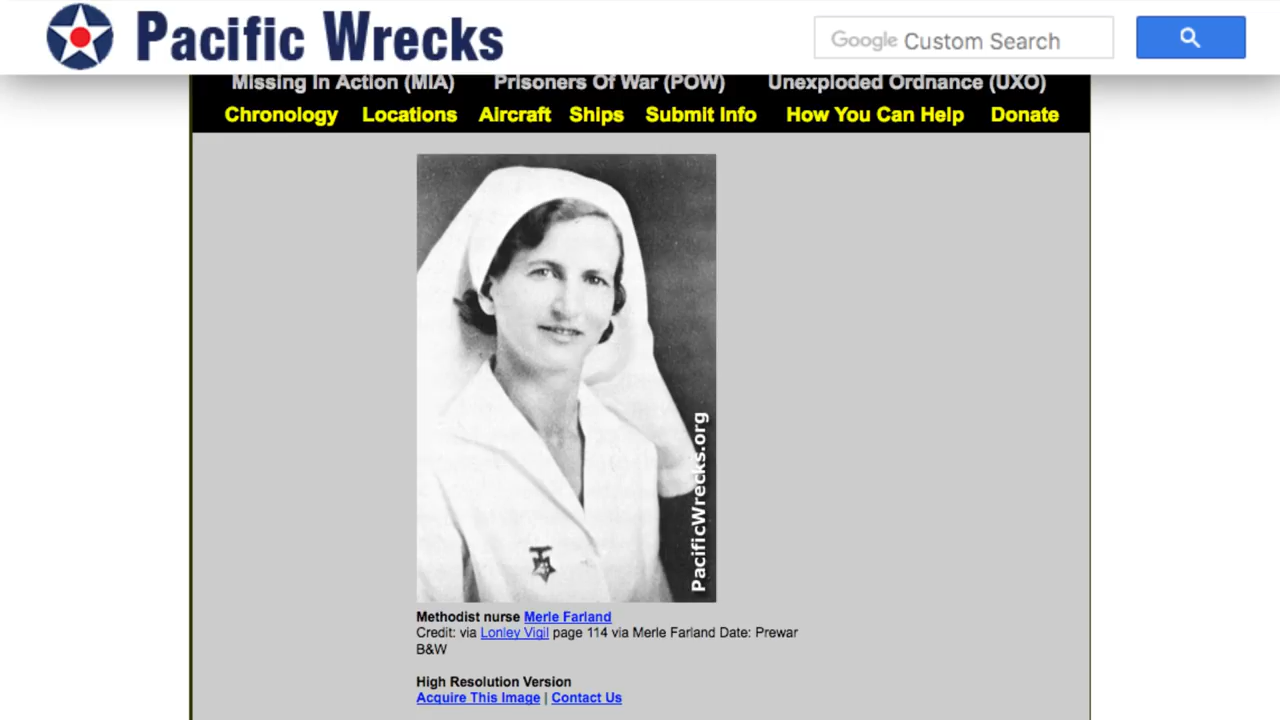 Pacific Wrecks
Google Custom Search
Missing In Action (MIA) Prisoners Of War (POW) Unexploded Ordnance (UXO)
Chronology Locations Aircraft Ships Submit Info How You Can Help Donate
PacificWrecks.org
Methodist nurse Merle Farland
Credit: via Lonley Vigil page 114 via Merle Farland Date: Prewar
B&W
High Resolution Version
Acquire This Image | Contact Us